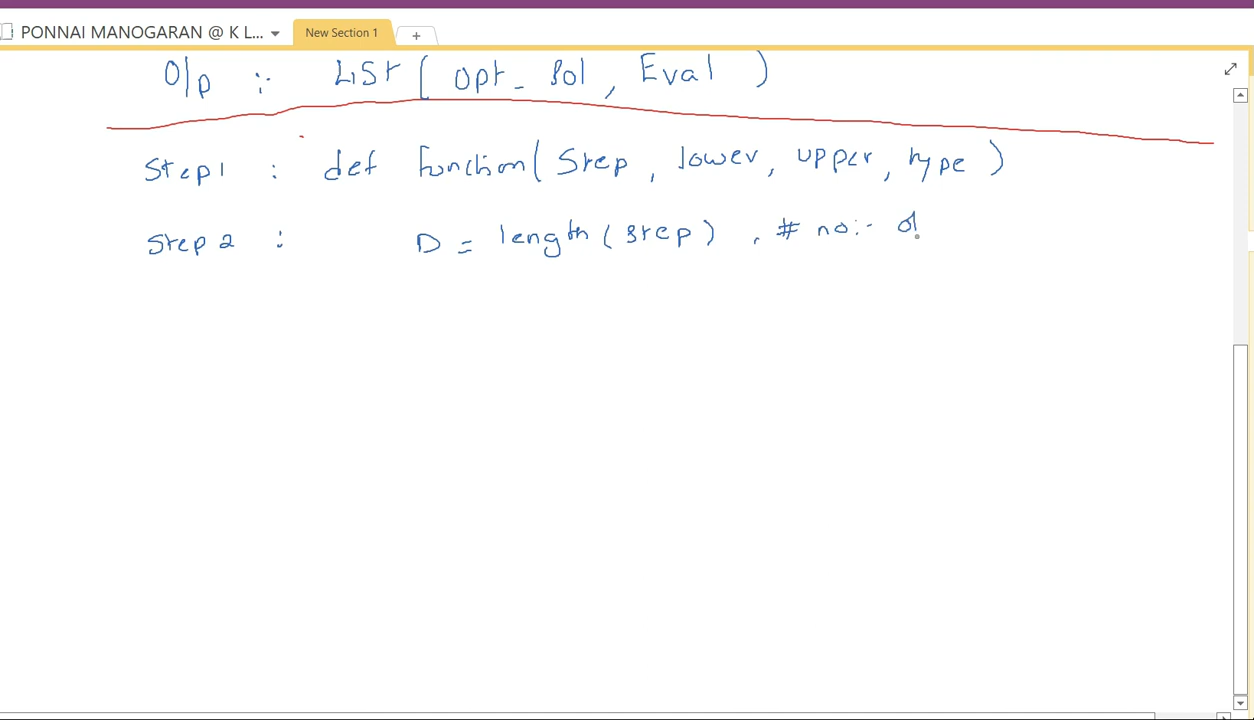 PONNAI MANOGARAN @ K L... New Section 1 +
O/p : List ( Opt_Sol, Eval )
Step1 : def function( Step, lower, upper, type )
Step 2 : D = length ( Step ) . # no:- of